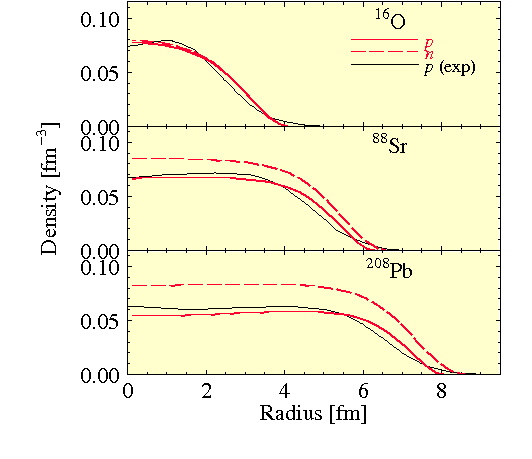 0.10
¹⁶O
p
n
p (exp)
0.05
0.00
0.10
⁸⁸Sr
0.05
0.00
0.10
²⁰⁸Pb
0.05
0.00
0 2 4 6 8
Radius [fm]
Density [fm⁻³]